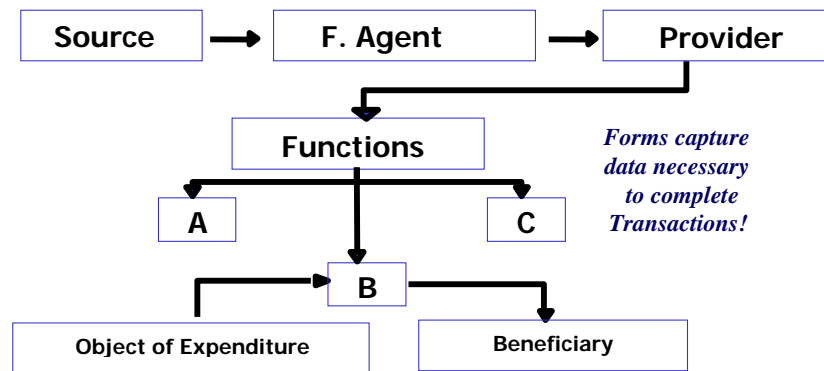 Source
F. Agent
Provider
Functions
Forms capture
data necessary
to complete
Transactions!
A
C
B
Object of Expenditure
Beneficiary